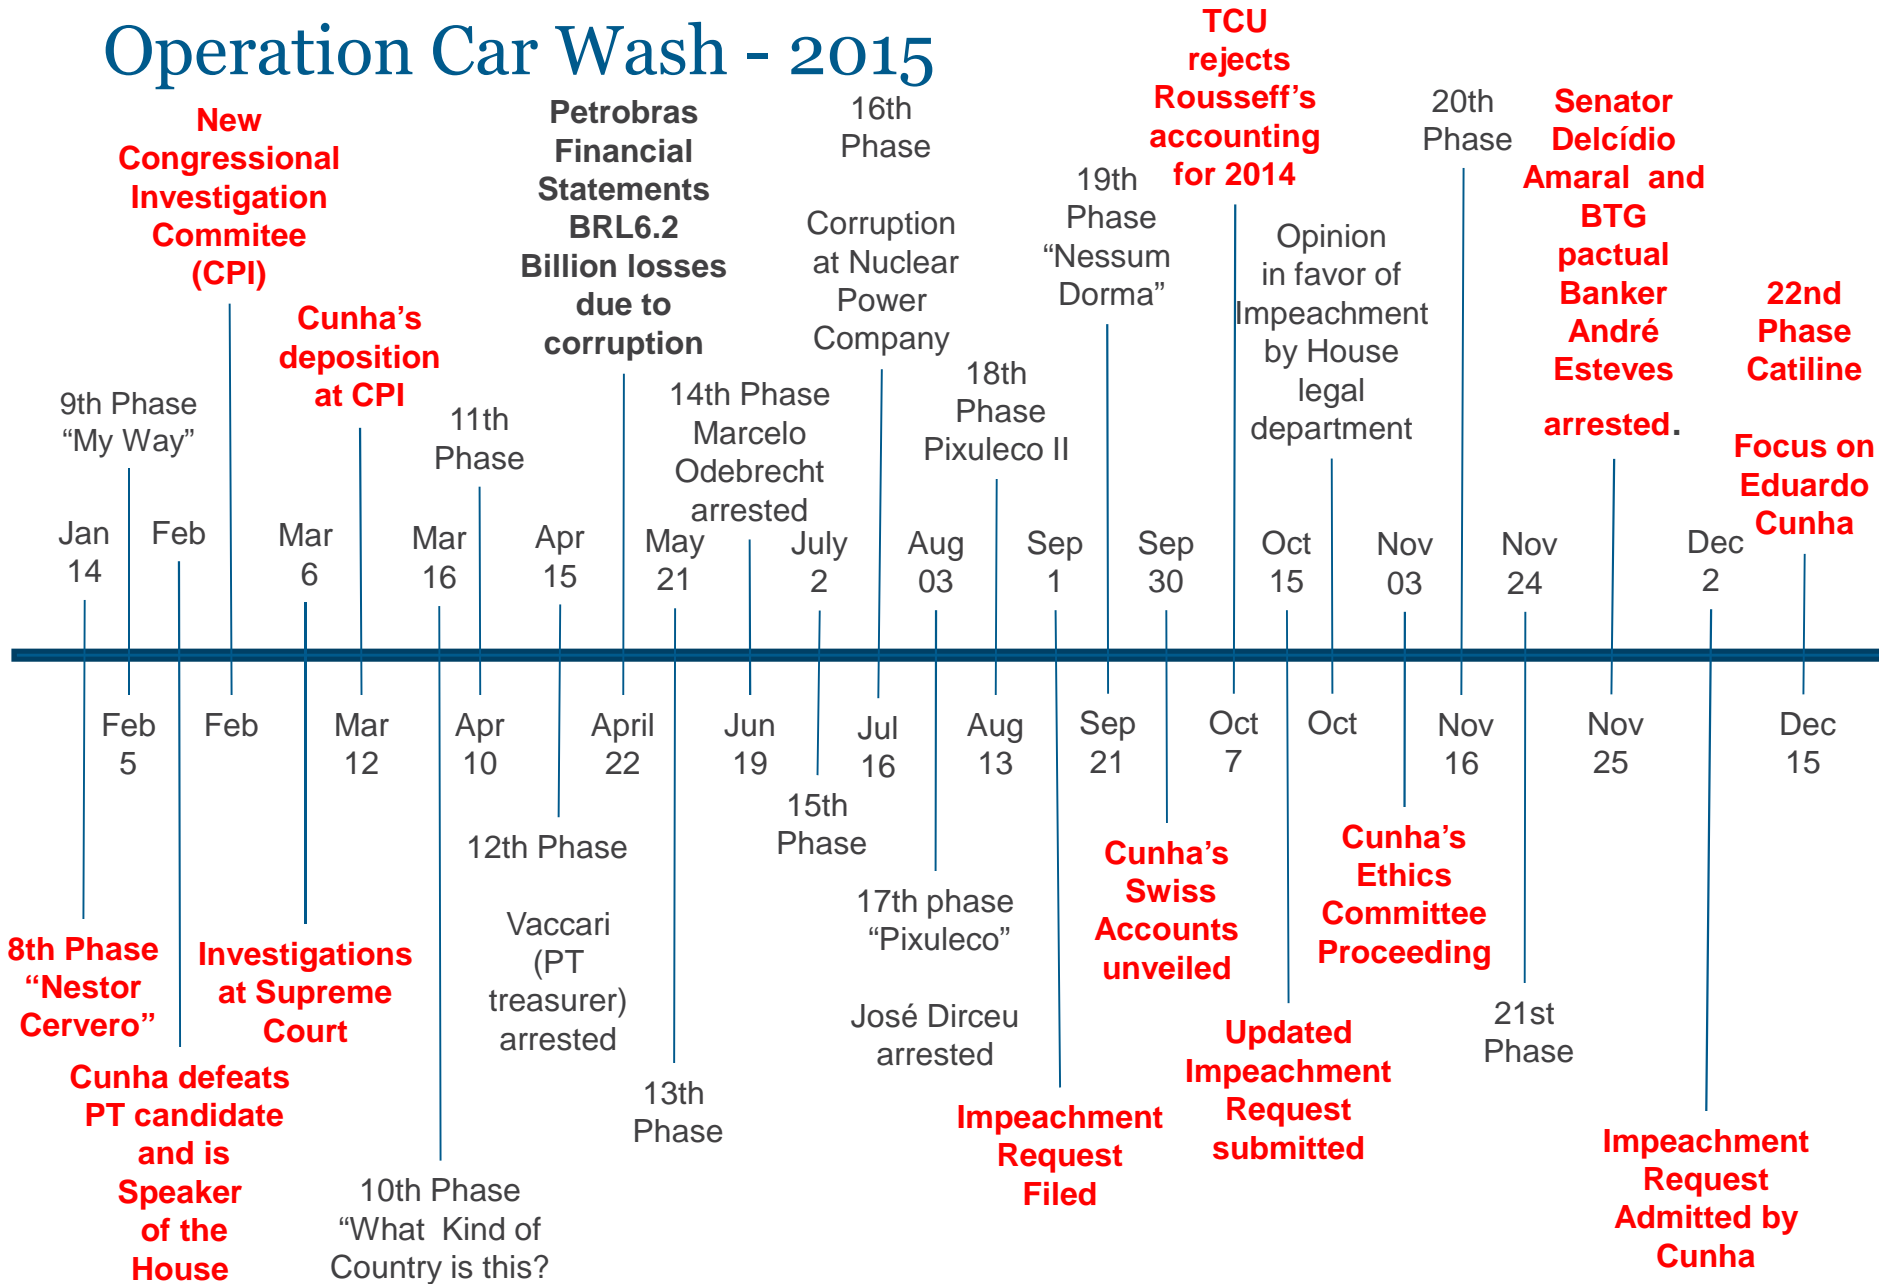 Operation Car Wash - 2015
New
Congressional
Investigation
Commitee
(CPI)
Petrobras
Financial
Statements
BRL6.2
Billion losses
due to
corruption
16th
Phase
Corruption
at Nuclear
Power
Company
TCU
rejects
Rousseff’s
accounting
for 2014
20th
Phase
Senator
Delcídio
Amaral and
BTG
pactual
Banker
André
Esteves
arrested.
19th
Phase
“Nessum
Dorma”
Opinion
in favor of
Impeachment
by House
legal
department
22nd
Phase
Catiline
Focus on
Eduardo
Cunha
Cunha’s
deposition
at CPI
9th Phase
“My Way”
11th
Phase
14th Phase
Marcelo
Odebrecht
arrested
18th
Phase
Pixuleco II
Jan
14
Feb
Mar
6
Mar
16
Apr
15
May
21
July
2
Aug
03
Sep
1
Sep
30
Oct
15
Nov
03
Nov
24
Dec
2
Feb
5
Feb
Mar
12
Apr
10
April
22
Jun
19
Jul
16
Aug
13
Sep
21
Oct
7
Oct
Nov
16
Nov
25
Dec
15
8th Phase
“Nestor
Cervero”
Cunha defeats
PT candidate
and is
Speaker
of the
House
Investigations
at Supreme
Court
10th Phase
“What Kind of
Country is this?
12th Phase
Vaccari
(PT
treasurer)
arrested
13th
Phase
15th
Phase
17th phase
“Pixuleco”
José Dirceu
arrested
Impeachment
Request
Filed
Cunha’s
Swiss
Accounts
unveiled
Updated
Impeachment
Request
submitted
Cunha’s
Ethics
Committee
Proceeding
21st
Phase
Impeachment
Request
Admitted by
Cunha